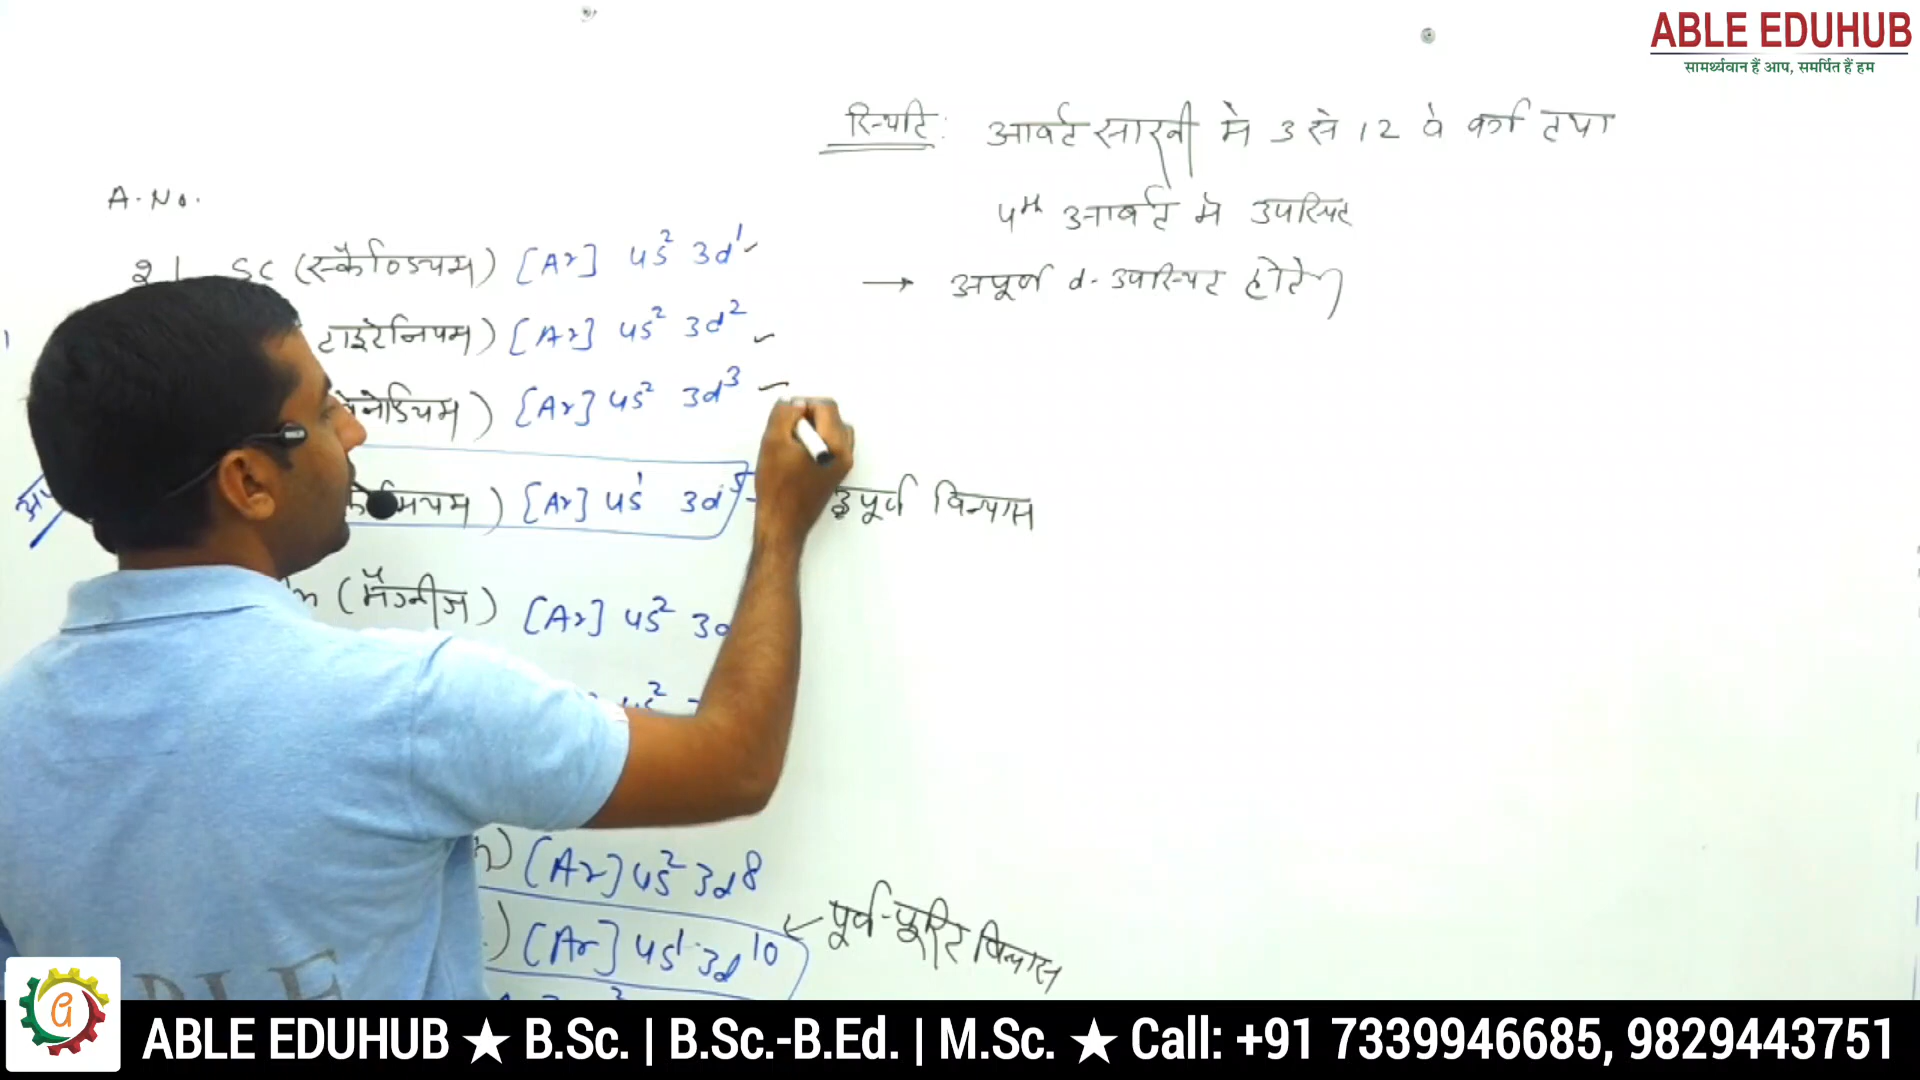 ABLE EDUHUB
सामर्थ्यवान हैं आप, समर्पित हैं हम
स्थिति: आवर्ट सारणी मे 3 से 12 वे वर्ग तथा
4th आवर्ट मे उपस्थित
→ अपूर्ण d- उपस्थित होते
A. No.
21 Sc (स्कैण्डियम) [Ar] 4s² 3d¹
टाइटेनियम) [Ar] 4s² 3d²
वेनेडियम) [Ar] 4s² 3d³
क्रोमियम) [Ar] 4s¹ 3d⁵
पूर्ण विन्यास
(मैंगनीज) [Ar] 4s² 3d
4s²
) [Ar] 4s² 3d⁸
) [Ar] 4s¹ 3d¹⁰ ← पूर्ण-पूरित विन्यास
ABLE EDUHUB ★ B.Sc. | B.Sc.-B.Ed. | M.Sc. ★ Call: +91 7339946685, 9829443751